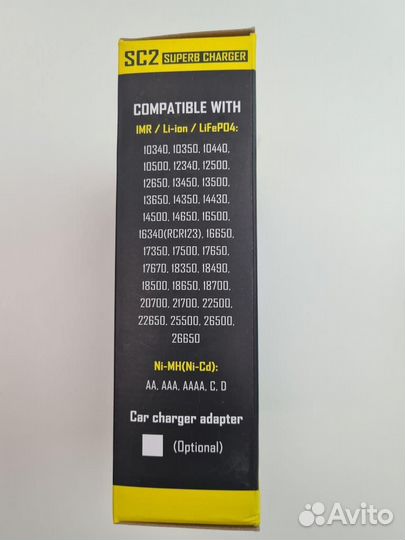 SC2 SUPERB CHARGER
COMPATIBLE WITH
IMR / Li-ion / LiFePO4:
10340, 10350, 10440,
10500, 12340, 12500,
12650, 13450, 13500,
13650, 14350, 14430,
14500, 14650, 16500,
16340(RCR123), 16650,
17350, 17500, 17650,
17670, 18350, 18490,
18500, 18650, 18700,
20700, 21700, 22500,
22650, 25500, 26500,
26650
Ni-MH(Ni-Cd):
AA, AAA, AAAA, C, D
Car charger adapter
(Optional)
Avito